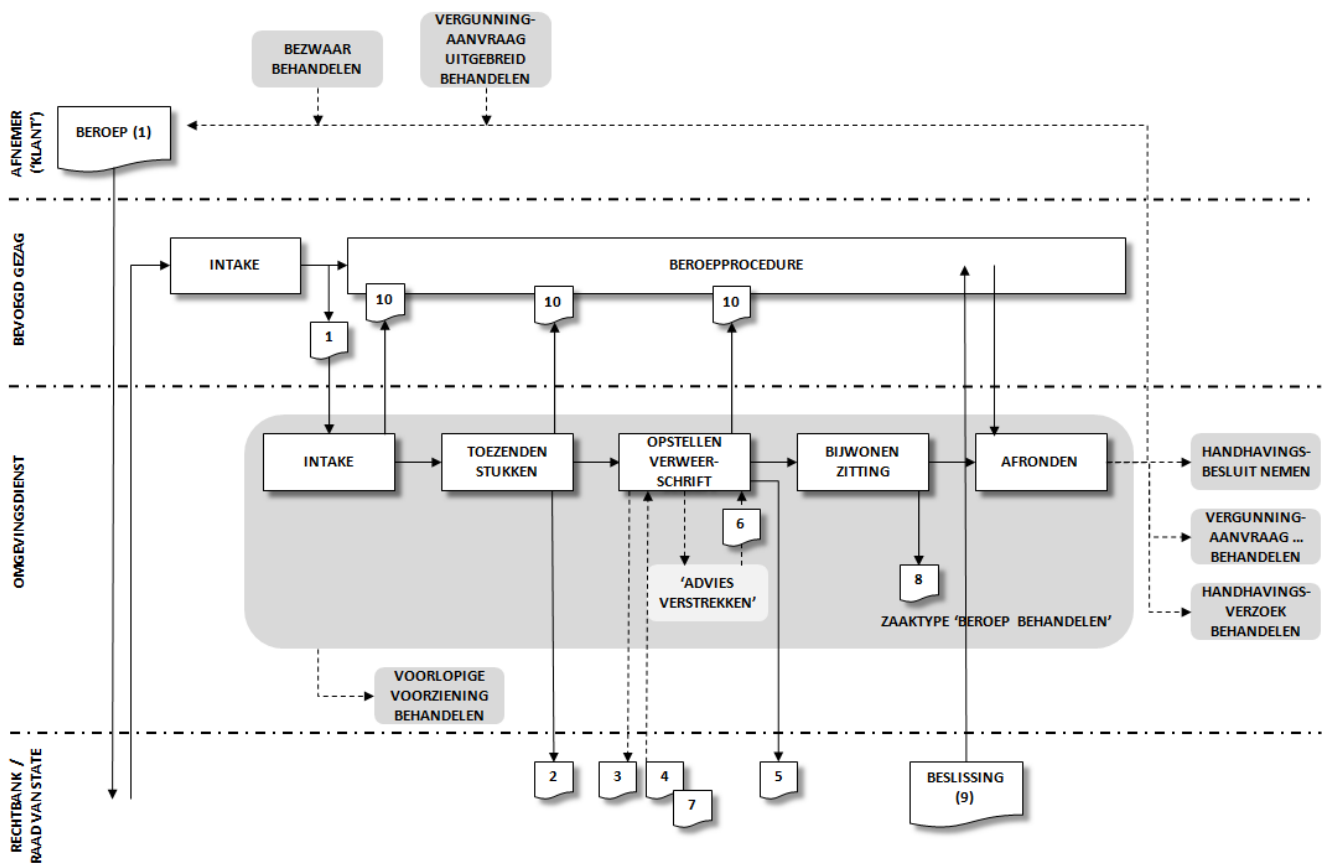 BEZWAAR
BEHANDELEN
VERGUNNING-
AANVRAAG
UITGEBREID
BEHANDELEN
AFNEMER
('KLANT')
BEROEP (1)
BEVOEGD GEZAG
INTAKE
BEROEPPROCEDURE
10
10
10
1
OMGEVINGSDIENST
INTAKE
TOEZENDEN
STUKKEN
OPSTELLEN
VERWEER-
SCHRIFT
BIJWONEN
ZITTING
AFRONDEN
HANDHAVINGS-
BESLUIT NEMEN
6
VERGUNNING-
AANVRAAG ...
BEHANDELEN
'ADVIES
VERSTREKKEN'
8
ZAAKTYPE 'BEROEP BEHANDELEN'
HANDHAVINGS-
VERZOEK
BEHANDELEN
VOORLOPIGE
VOORZIENING
BEHANDELEN
RECHTBANK /
RAAD VAN STATE
2
3
4
7
5
BESLISSING
(9)